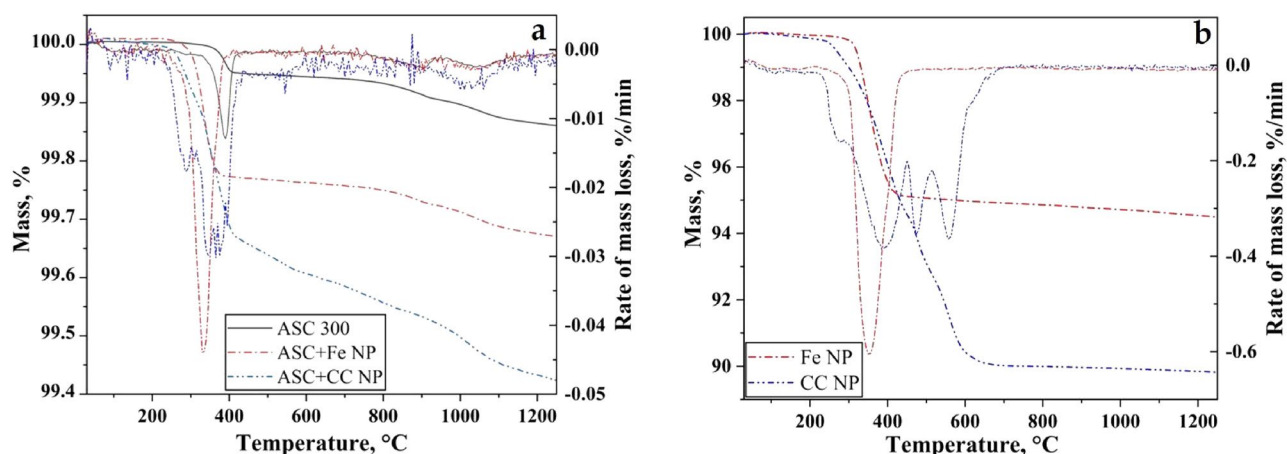 a
100.0
99.9
99.8
99.7
99.6
99.5
99.4
Mass, %
0.00
-0.01
-0.02
-0.03
-0.04
-0.05
Rate of mass loss, %/min
ASC 300
ASC+Fe NP
ASC+CC NP
200 400 600 800 1000 1200
Temperature, °C
b
100
98
96
94
92
90
Mass, %
0.0
-0.2
-0.4
-0.6
Rate of mass loss, %/min
Fe NP
CC NP
200 400 600 800 1000 1200
Temperature, °C